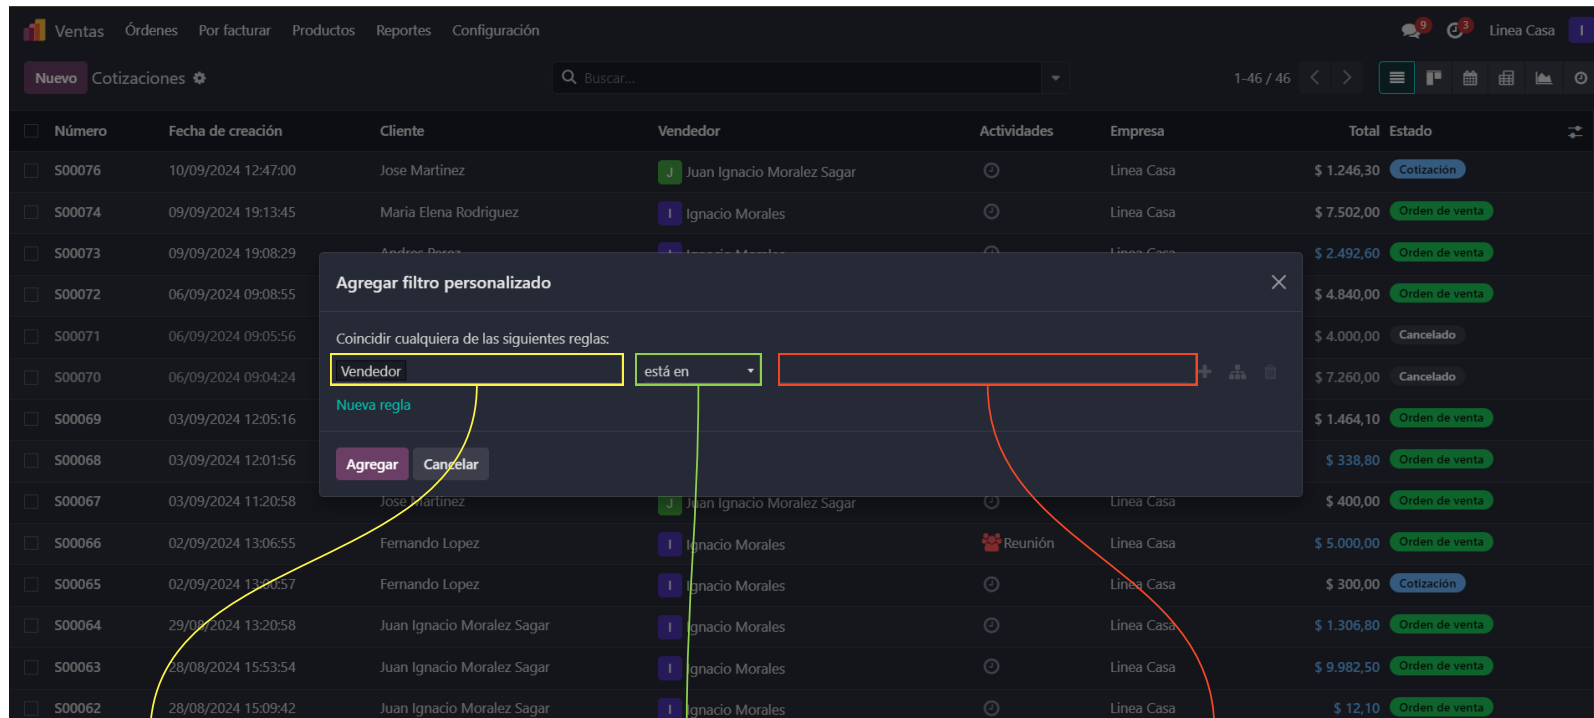 Ventas Órdenes Por facturar Productos Reportes Configuración 9 3 Linea Casa I
Nuevo Cotizaciones Buscar... 1-46 / 46
Número Fecha de creación Cliente Vendedor Actividades Empresa Total Estado
S00076 10/09/2024 12:47:00 Jose Martinez J Juan Ignacio Moralez Sagar Linea Casa $ 1.246,30 Cotización
S00074 09/09/2024 19:13:45 Maria Elena Rodriguez I Ignacio Morales Linea Casa $ 7.502,00 Orden de venta
S00073 09/09/2024 19:08:29 Andres Perez I Ignacio Morales Linea Casa $ 2.492,60 Orden de venta
Agregar filtro personalizado
S00072 06/09/2024 09:08:55 $ 4.840,00 Orden de venta
S00071 06/09/2024 09:05:56 Coincidir cualquiera de las siguientes reglas: $ 4.000,00 Cancelado
S00070 06/09/2024 09:04:24 Vendedor está en $ 7.260,00 Cancelado
Nueva regla
S00069 03/09/2024 12:05:16 $ 1.464,10 Orden de venta
S00068 03/09/2024 12:01:56 Agregar Cancelar $ 338,80 Orden de venta
S00067 03/09/2024 11:20:58 Jose Martinez J Juan Ignacio Moralez Sagar Linea Casa $ 400,00 Orden de venta
S00066 02/09/2024 13:06:55 Fernando Lopez I Ignacio Morales Reunión Linea Casa $ 5.000,00 Orden de venta
S00065 02/09/2024 13:00:57 Fernando Lopez I Ignacio Morales Linea Casa $ 300,00 Cotización
S00064 29/08/2024 13:20:58 Juan Ignacio Moralez Sagar I Ignacio Morales Linea Casa $ 1.306,80 Orden de venta
S00063 28/08/2024 15:53:54 Juan Ignacio Moralez Sagar I Ignacio Morales Linea Casa $ 9.982,50 Orden de venta
S00062 28/08/2024 15:09:42 Juan Ignacio Moralez Sagar I Ignacio Morales Linea Casa $ 12,10 Orden de venta